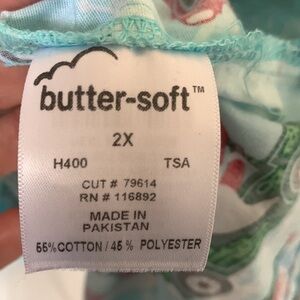 butter-soft™
2X
H400 TSA
CUT # 79614
RN # 116892
MADE IN
PAKISTAN
55%COTTON / 45 % POLYESTER